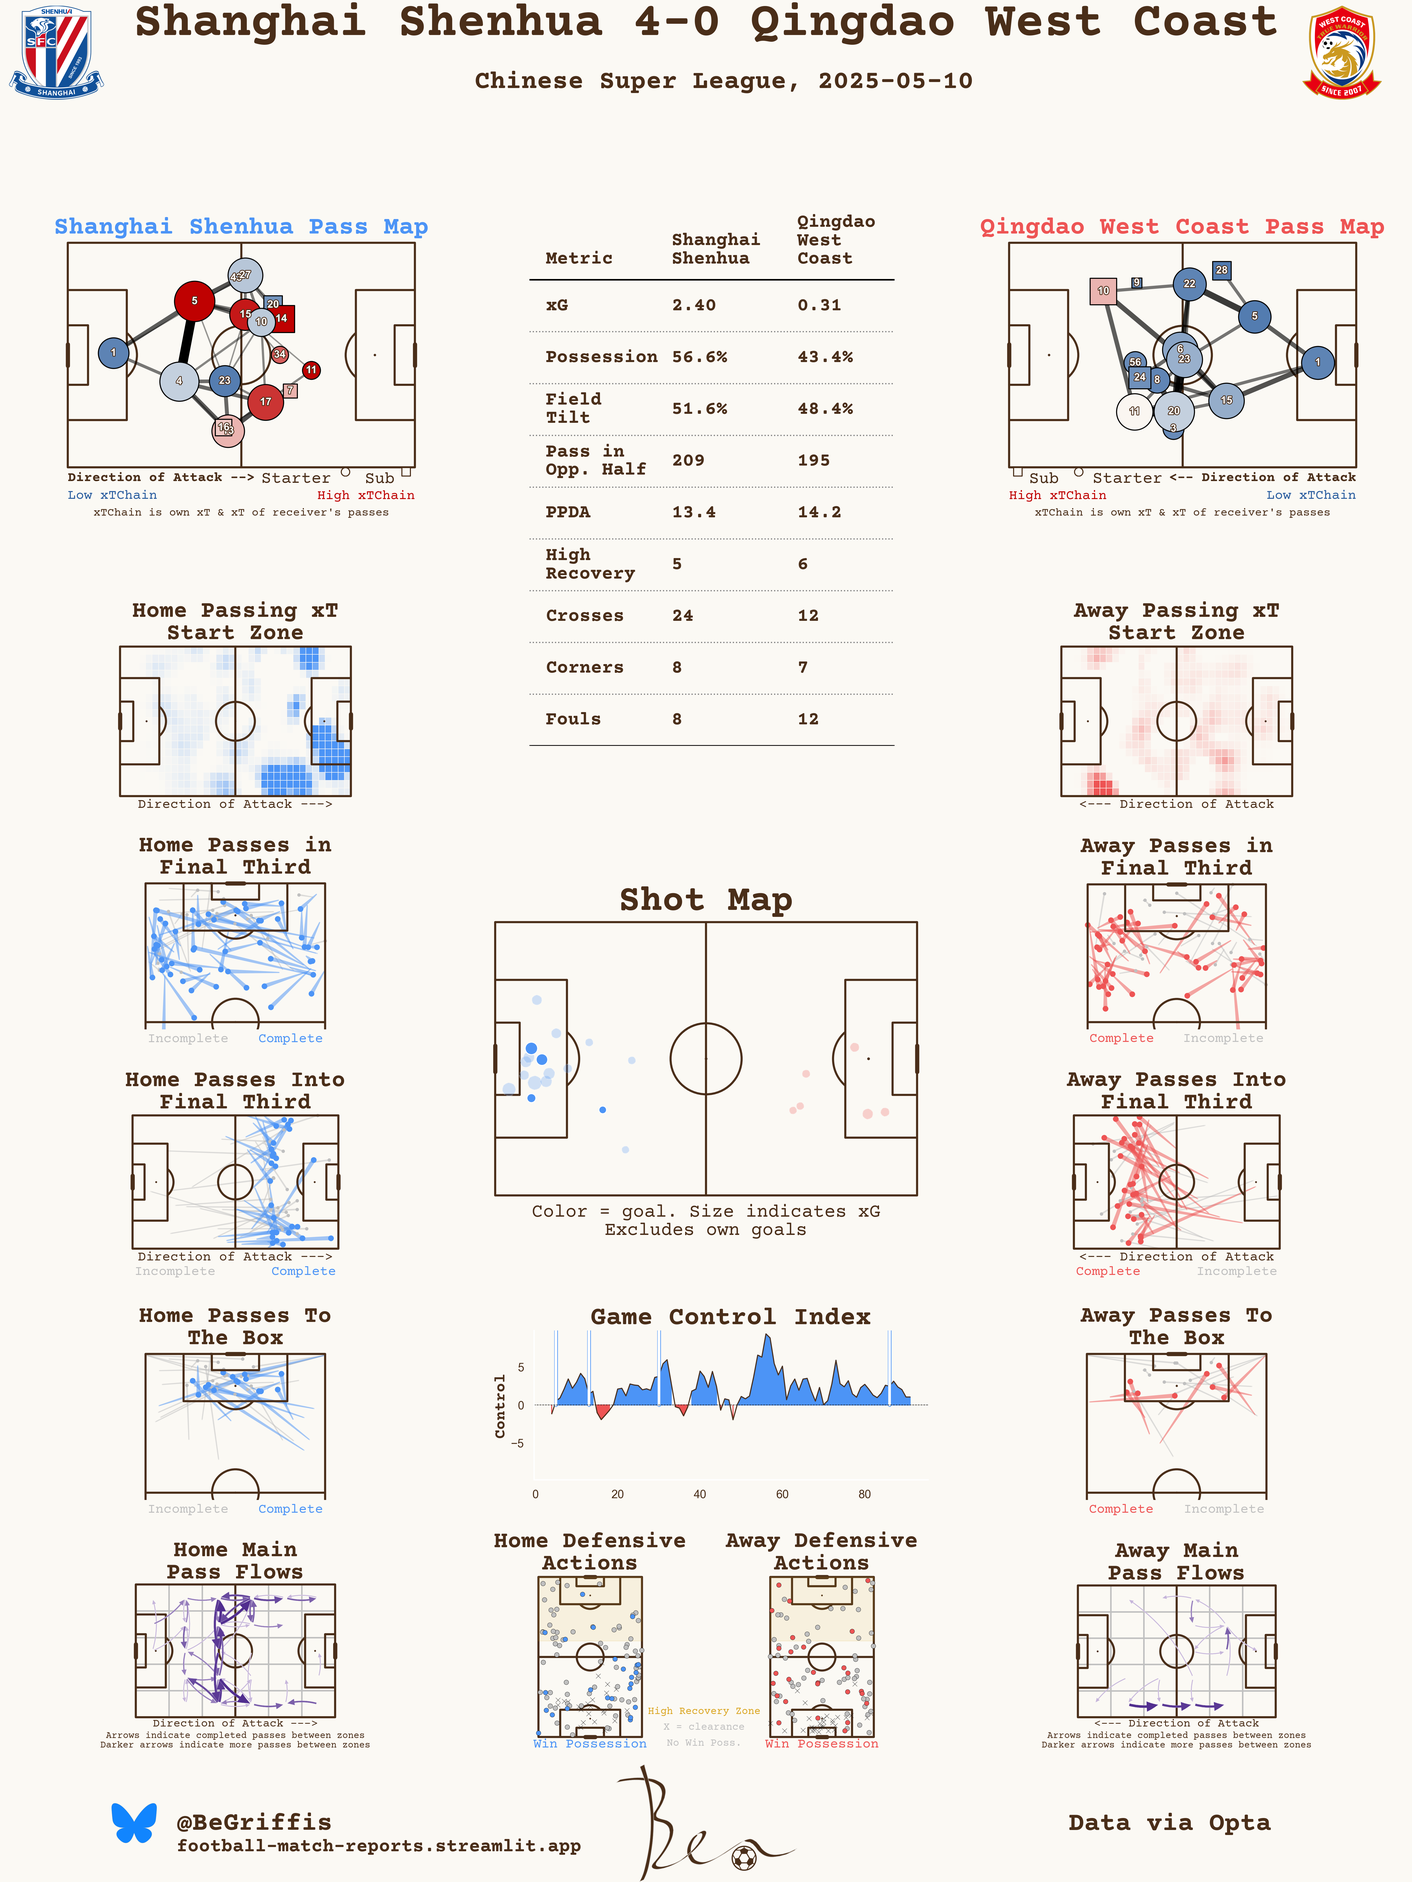 Shanghai Shenhua 4-0 Qingdao West Coast
Chinese Super League, 2025-05-10
SHENHUA
SFC
SINCE 1993
SHANGHAI
WEST COAST
TRUE WARRIOR
SINCE 2007
Shanghai Shenhua Pass Map
1
5
4
27
15
10
20
14
34
11
23
7
17
16
Direction of Attack --> Starter Sub
Low xTChain High xTChain
xTChain is own xT & xT of receiver's passes
Metric Shanghai Shenhua Qingdao West Coast
xG 2.40 0.31
Possession 56.6% 43.4%
Field Tilt 51.6% 48.4%
Pass in Opp. Half 209 195
PPDA 13.4 14.2
High Recovery 5 6
Crosses 24 12
Corners 8 7
Fouls 8 12
Qingdao West Coast Pass Map
10
9
22
28
5
6
23
1
56
24
8
11
20
15
3
Sub Starter <-- Direction of Attack
High xTChain Low xTChain
xTChain is own xT & xT of receiver's passes
Home Passing xT
Start Zone
Direction of Attack --->
Away Passing xT
Start Zone
<--- Direction of Attack
Home Passes in
Final Third
Incomplete Complete
Away Passes in
Final Third
Complete Incomplete
Shot Map
Color = goal. Size indicates xG
Excludes own goals
Home Passes Into
Final Third
Direction of Attack --->
Incomplete Complete
Away Passes Into
Final Third
<--- Direction of Attack
Complete Incomplete
Home Passes To
The Box
Incomplete Complete
Game Control Index
Control
5
0
−5
0 20 40 60 80
Away Passes To
The Box
Complete Incomplete
Home Main
Pass Flows
Direction of Attack --->
Arrows indicate completed passes between zones
Darker arrows indicate more passes between zones
Home Defensive
Actions
Win Possession
Away Defensive
Actions
Win Possession
High Recovery Zone
X = clearance
No Win Poss.
Away Main
Pass Flows
<--- Direction of Attack
Arrows indicate completed passes between zones
Darker arrows indicate more passes between zones
@BeGriffis
football-match-reports.streamlit.app
Ben
Data via Opta